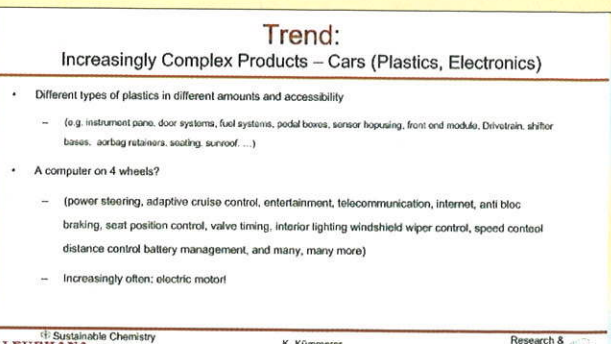 Trend:
Increasingly Complex Products – Cars (Plastics, Electronics)
• Different types of plastics in different amounts and accessibility
– (e.g. instrument pane, door systems, fuel systems, pedal boxes, sensor hopusing, front end module, Drivetrain, shifter
bases, aorbag retainers, seating, sunroof, ...)
• A computer on 4 wheels?
– (power steering, adaptive cruise control, entertainment, telecommunication, internet, anti bloc
braking, seat position control, valve timing, interior lighting windshield wiper control, speed conteol
distance control battery management, and many, many more)
– Increasingly often: electric motor!
Sustainable Chemistry
K. Kümmerer
Research &